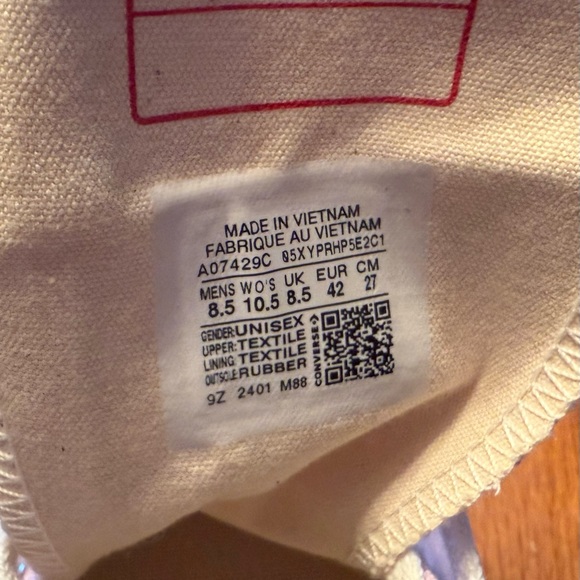 MADE IN VIETNAM
FABRIQUE AU VIETNAM
A07429C 05XYPRHP5E2C1
MENS WO'S UK EUR CM
8.5 10.5 8.5 42 27
GENDER: UNISEX
UPPER: TEXTILE
LINING: TEXTILE
OUTSOLE: RUBBER
CONVERSE
9Z 2401 M88